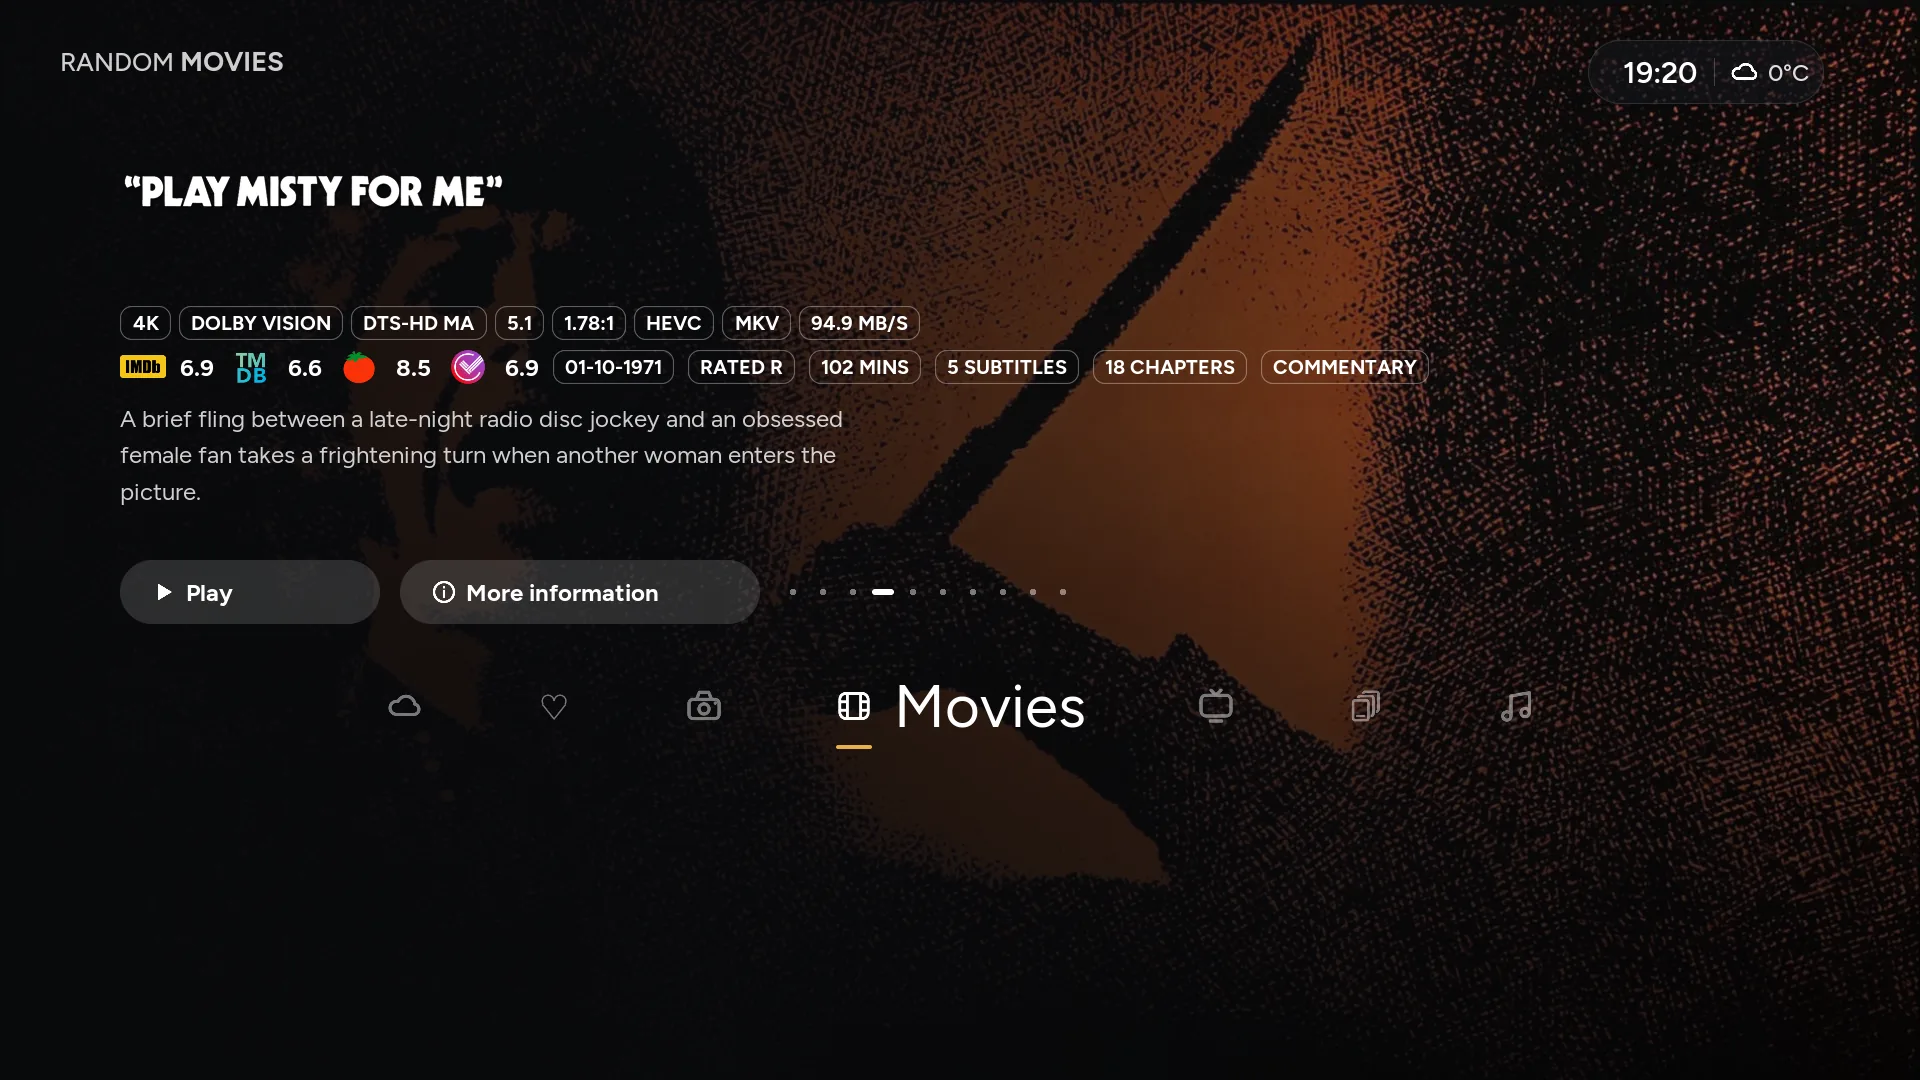 RANDOM MOVIES
19:20 0°C
“PLAY MISTY FOR ME”
4K DOLBY VISION DTS-HD MA 5.1 1.78:1 HEVC MKV 94.9 MB/S
IMDb 6.9 TMDB 6.6 8.5 6.9 01-10-1971 RATED R 102 MINS 5 SUBTITLES 18 CHAPTERS COMMENTARY
A brief fling between a late-night radio disc jockey and an obsessed
female fan takes a frightening turn when another woman enters the
picture.
Play More information
Movies